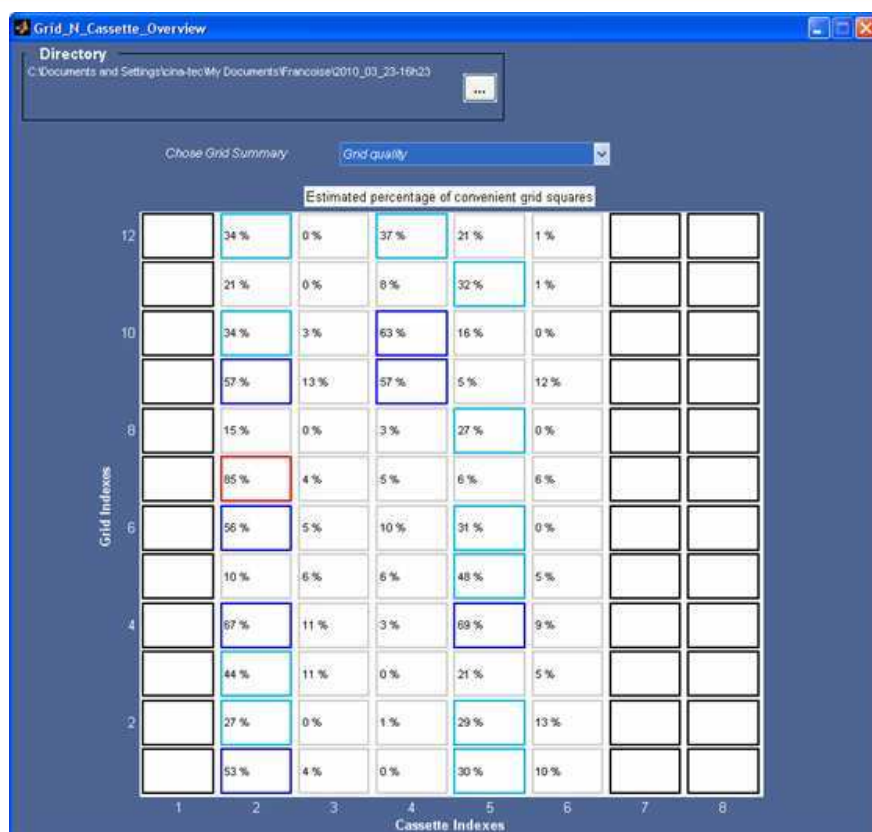 Grid_N_Cassette_Overview
Directory
C:\Documents and Settings\cina-tec\My Documents\Francoise\2010_03_23-16h23
...
Chose Grid Summary Grid quality
Estimated percentage of convenient grid squares
12 34 % 0 % 37 % 21 % 1 %
21 % 0 % 8 % 32 % 1 %
10 34 % 3 % 63 % 16 % 0 %
57 % 13 % 57 % 5 % 12 %
8 15 % 0 % 3 % 27 % 0 %
85 % 4 % 5 % 6 % 6 %
Grid Indexes
6 56 % 5 % 10 % 31 % 0 %
10 % 6 % 6 % 48 % 5 %
4 67 % 11 % 3 % 69 % 9 %
44 % 11 % 0 % 21 % 5 %
2 27 % 0 % 1 % 29 % 13 %
53 % 4 % 0 % 30 % 10 %
1 2 3 4 5 6 7 8
Cassette Indexes